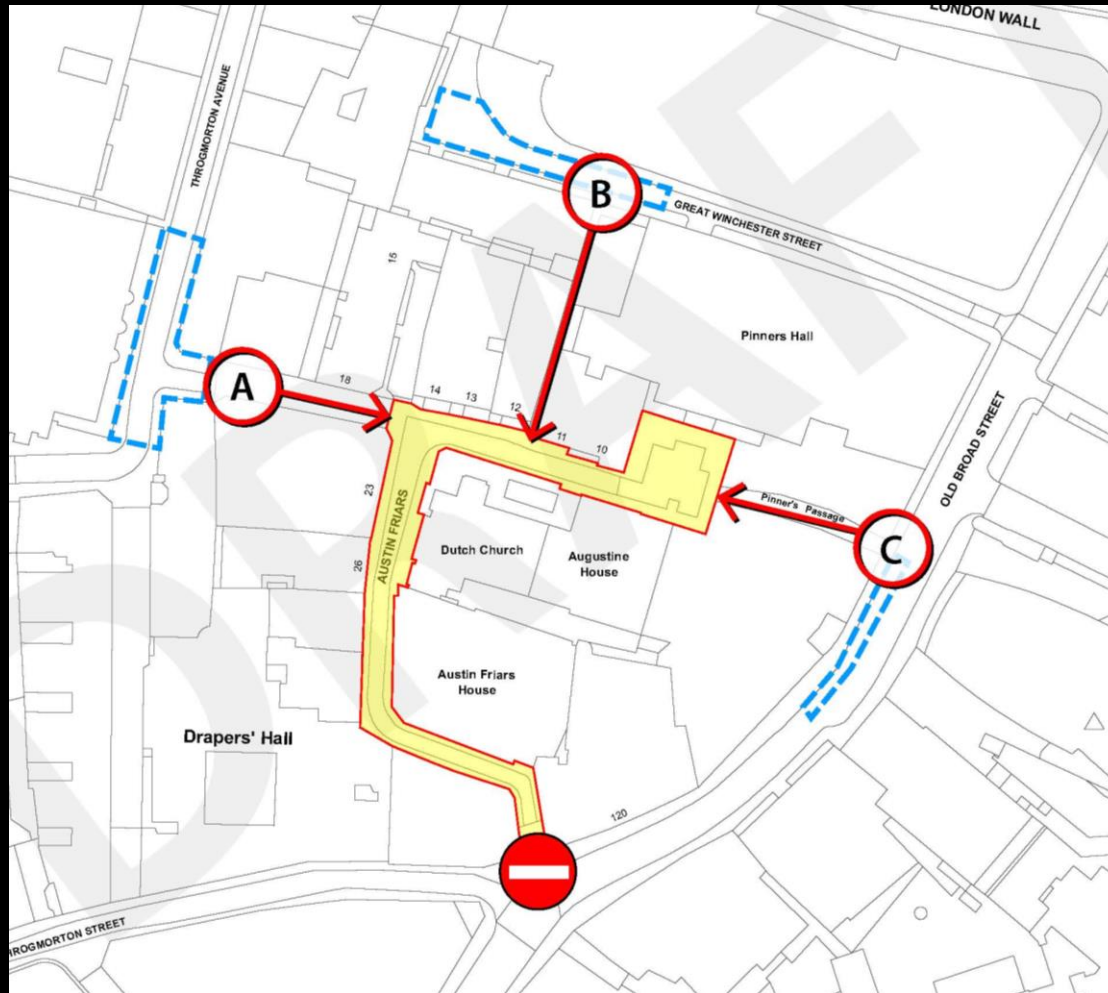 LONDON WALL
THROGMORTON AVENUE
B
GREAT WINCHESTER STREET
15
Pinners Hall
A
18
14
13
12
11
10
OLD BROAD STREET
23
AUSTIN FRIARS
Pinner's Passage
C
Dutch Church
Augustine
House
26
Austin Friars
House
Drapers' Hall
120
HROGMORTON STREET
DRAFT